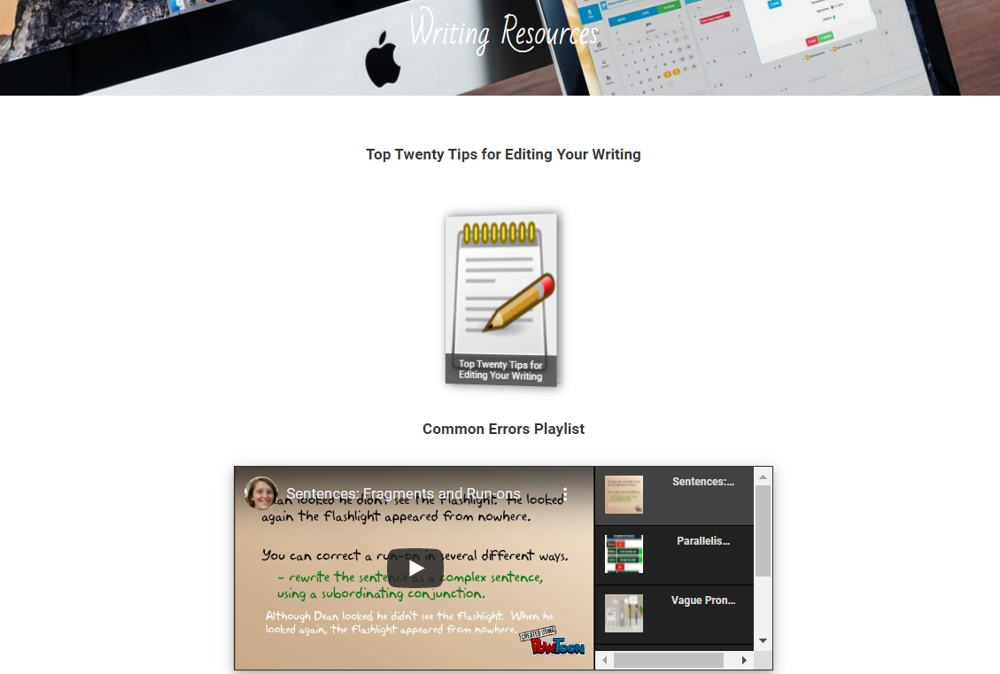 Writing Resources
Top Twenty Tips for Editing Your Writing
Top Twenty Tips for
Editing Your Writing
Common Errors Playlist
Sentences: Fragments and Run-ons
looked he didn't see the flashlight. He looked
again the flashlight appeared from nowhere.
You can correct a run-on in several different ways.
- rewrite the sentence as a complex sentence,
using a subordinating conjunction.
Although Dean looked, he didn't see the flashlight. When he
looked again, the flashlight appeared from nowhere.
CREATED USING
POWTOON
Sentences:...
Parallelis...
Vague Pron...